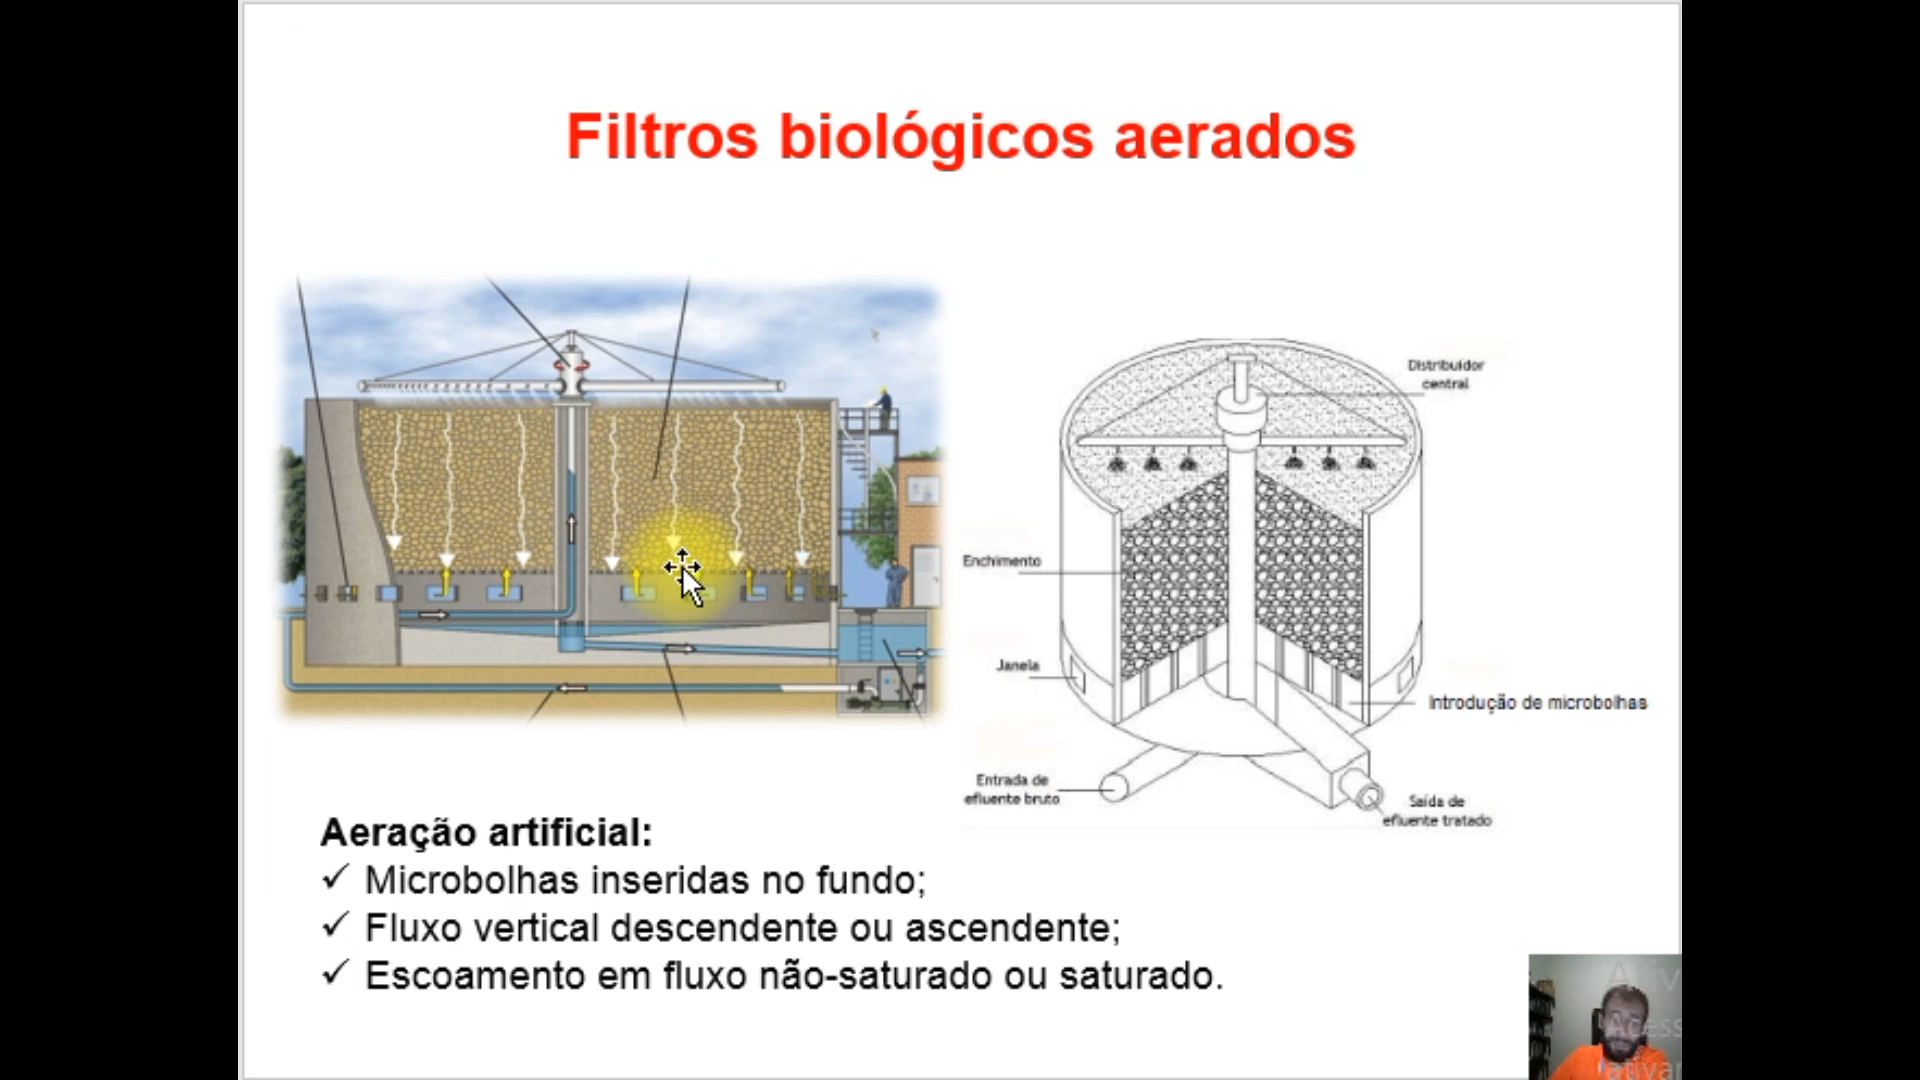 Filtros biológicos aerados
Distribuidor
central
Enchimento
Janela
Introdução de microbolhas
Entrada de
efluente bruto
Saída de
efluente tratado
Aeração artificial:
✓ Microbolhas inseridas no fundo;
✓ Fluxo vertical descendente ou ascendente;
✓ Escoamento em fluxo não-saturado ou saturado.